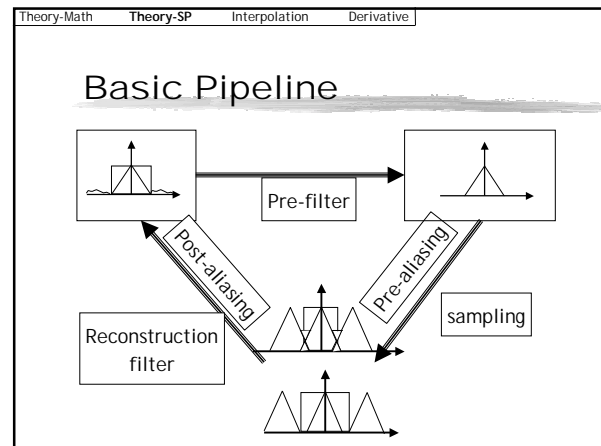 Theory-Math Theory-SP Interpolation Derivative
Basic Pipeline
Pre-filter
Post-aliasing
Pre-aliasing
sampling
Reconstruction
filter